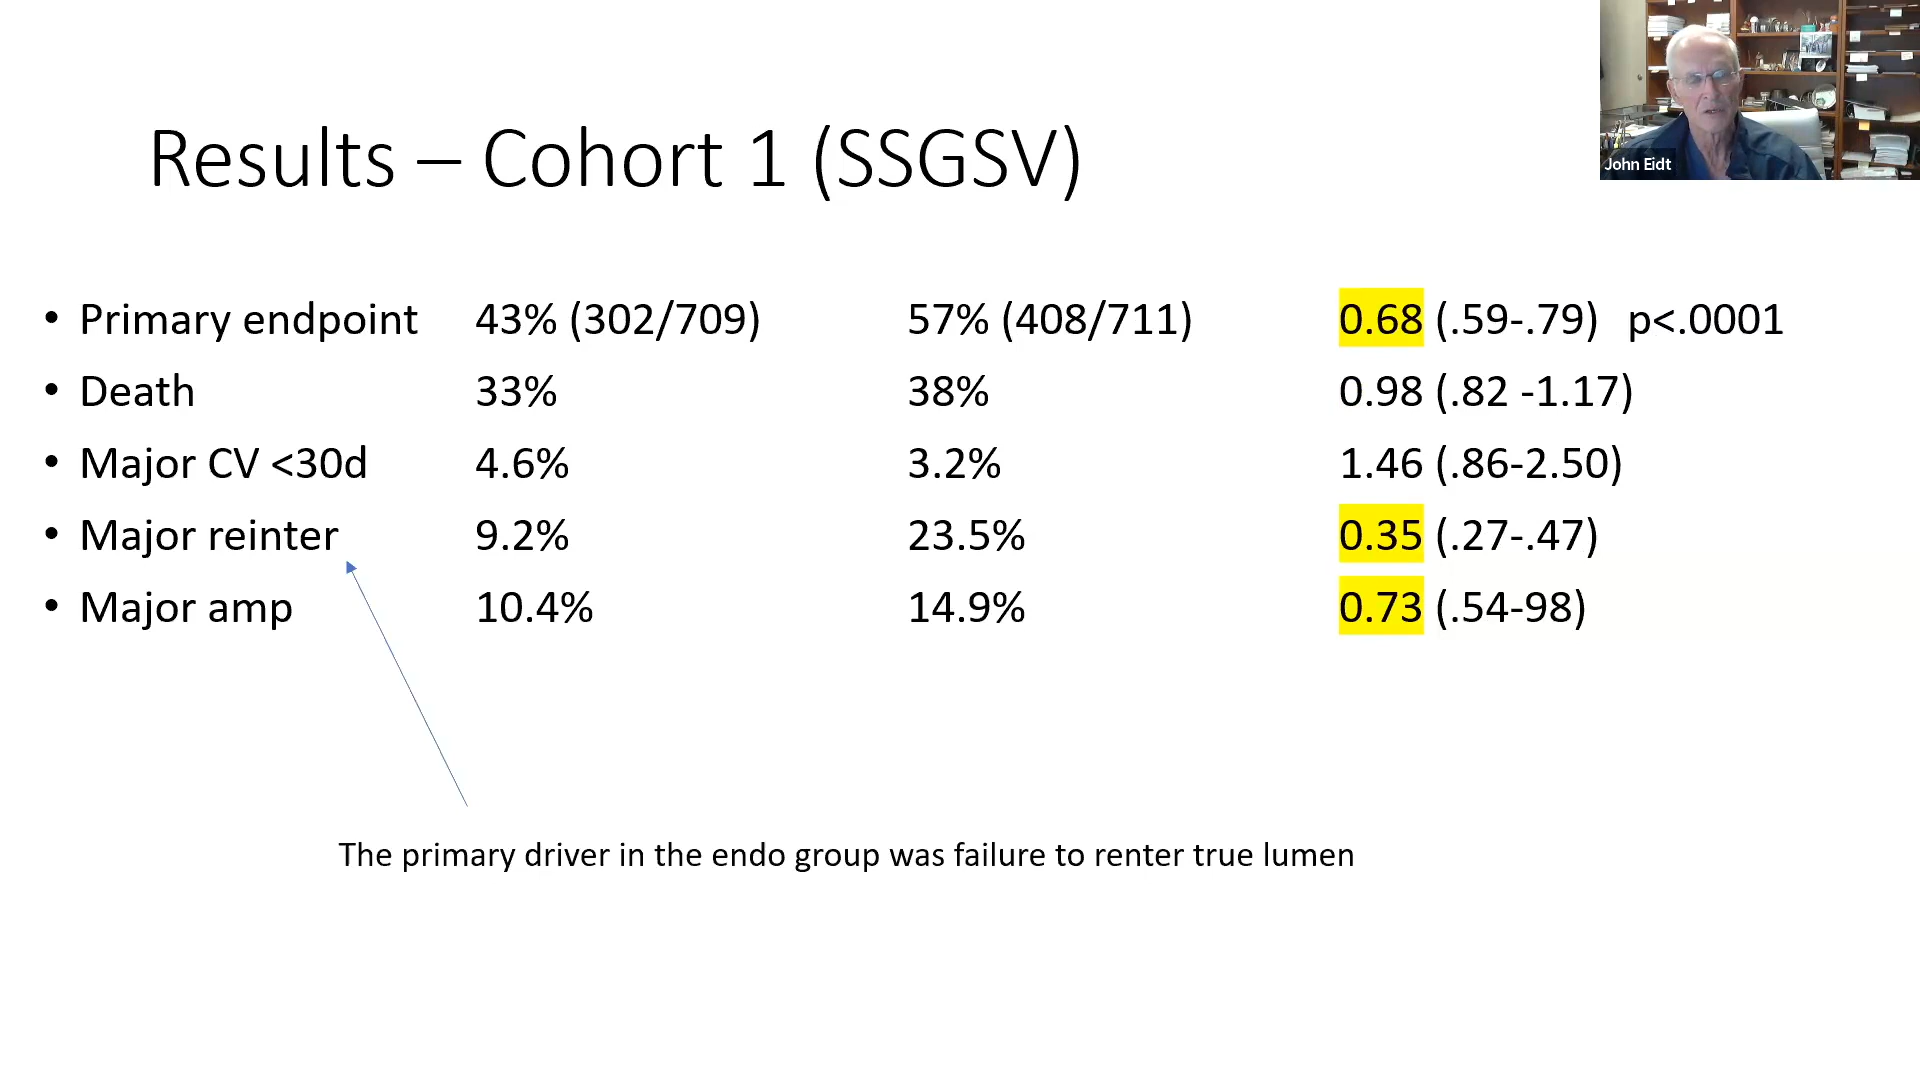 John Eidt
Results – Cohort 1 (SSGSV)
• Primary endpoint 43% (302/709) 57% (408/711) 0.68 (.59-.79) p<.0001
• Death 33% 38% 0.98 (.82 -1.17)
• Major CV <30d 4.6% 3.2% 1.46 (.86-2.50)
• Major reinter 9.2% 23.5% 0.35 (.27-.47)
• Major amp 10.4% 14.9% 0.73 (.54-98)
The primary driver in the endo group was failure to renter true lumen